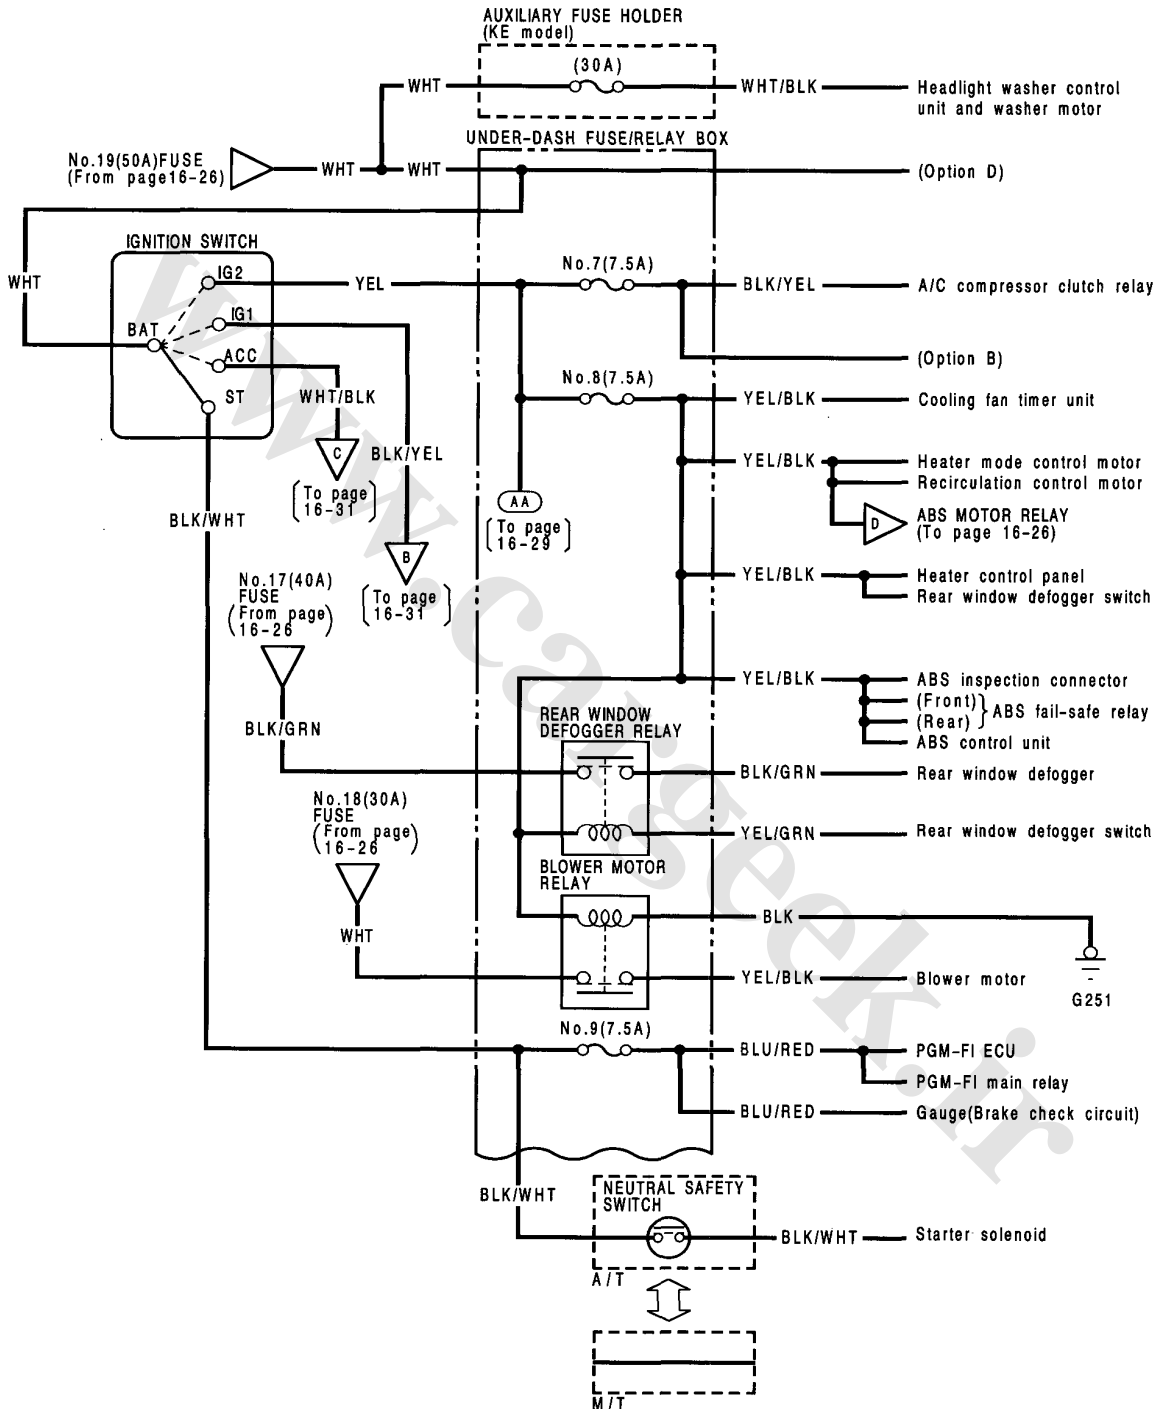 AUXILIARY FUSE HOLDER
(KE model)
(30A)
WHT
WHT/BLK
Headlight washer control
unit and washer motor
UNDER-DASH FUSE/RELAY BOX
No.19(50A)FUSE
(From page16-26)
WHT
WHT
(Option D)
IGNITION SWITCH
WHT
IG2
YEL
No.7(7.5A)
BLK/YEL
A/C compressor clutch relay
IG1
BAT
ACC
(Option B)
ST
WHT/BLK
No.8(7.5A)
YEL/BLK
Cooling fan timer unit
C
BLK/YEL
YEL/BLK
Heater mode control motor
Recirculation control motor
(To page
16-31)
AA
BLK/WHT
D
ABS MOTOR RELAY
(To page 16-26)
(To page
16-29)
B
No.17(40A)
FUSE
(From page)
16-26
(To page
16-31)
YEL/BLK
Heater control panel
Rear window defogger switch
YEL/BLK
ABS inspection connector
(Front)
(Rear)
ABS fail-safe relay
ABS control unit
BLK/GRN
REAR WINDOW
DEFOGGER RELAY
BLK/GRN
Rear window defogger
No.18(30A)
FUSE
(From page)
16-26
YEL/GRN
Rear window defogger switch
BLOWER MOTOR
RELAY
BLK
WHT
YEL/BLK
Blower motor
G251
No.9(7.5A)
BLU/RED
PGM-FI ECU
PGM-FI main relay
BLU/RED
Gauge(Brake check circuit)
BLK/WHT
NEUTRAL SAFETY
SWITCH
BLK/WHT
Starter solenoid
A/T
M/T
www.cargeek.ir